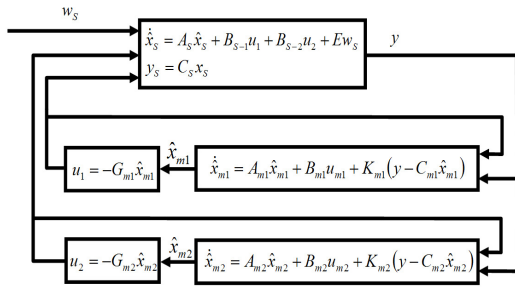 w_S
\dot{\hat{x}}_S = A_S \hat{x}_S + B_{S-1} u_1 + B_{S-2} u_2 + E w_S
y
y_S = C_S x_S
u_1 = -G_{m1} \hat{x}_{m1}
\hat{x}_{m1}
\dot{\hat{x}}_{m1} = A_{m1} \hat{x}_{m1} + B_{m1} u_{m1} + K_{m1} (y - C_{m1} \hat{x}_{m1})
u_2 = -G_{m2} \hat{x}_{m2}
\hat{x}_{m2}
\dot{\hat{x}}_{m2} = A_{m2} \hat{x}_{m2} + B_{m2} u_{m2} + K_{m2} (y - C_{m2} \hat{x}_{m2})